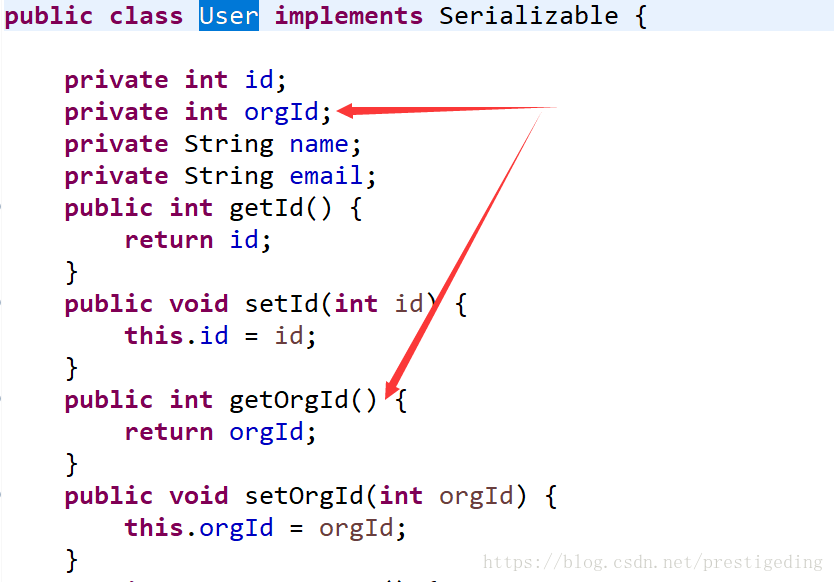 public class User implements Serializable {
private int id;
private int orgId;
private String name;
private String email;
public int getId() {
return id;
}
public void setId(int id) {
this.id = id;
}
public int getOrgId() {
return orgId;
}
public void setOrgId(int orgId) {
this.orgId = orgId;
}
https://blog.csdn.net/prestigeding